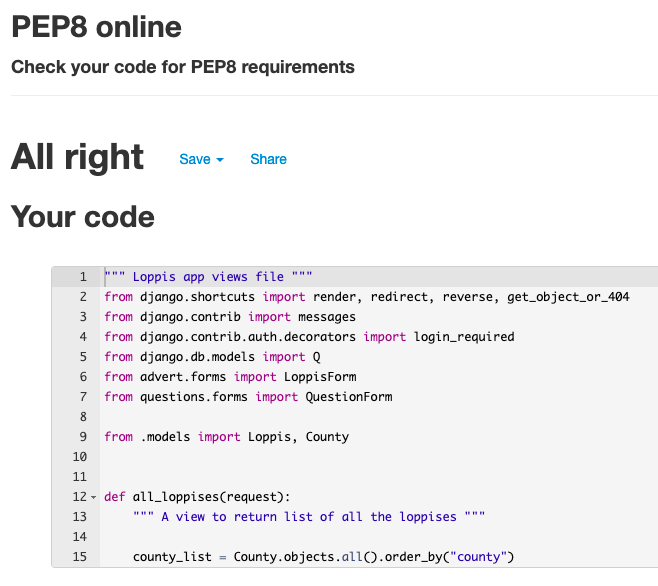 PEP8 online
Check your code for PEP8 requirements
All right Save Share
Your code
1 """ Loppis app views file """
2 from django.shortcuts import render, redirect, reverse, get_object_or_404
3 from django.contrib import messages
4 from django.contrib.auth.decorators import login_required
5 from django.db.models import Q
6 from advert.forms import LoppisForm
7 from questions.forms import QuestionForm
8
9 from .models import Loppis, County
10
11
12 def all_loppises(request):
13     """ A view to return list of all the loppises """
14
15     county_list = County.objects.all().order_by("county")